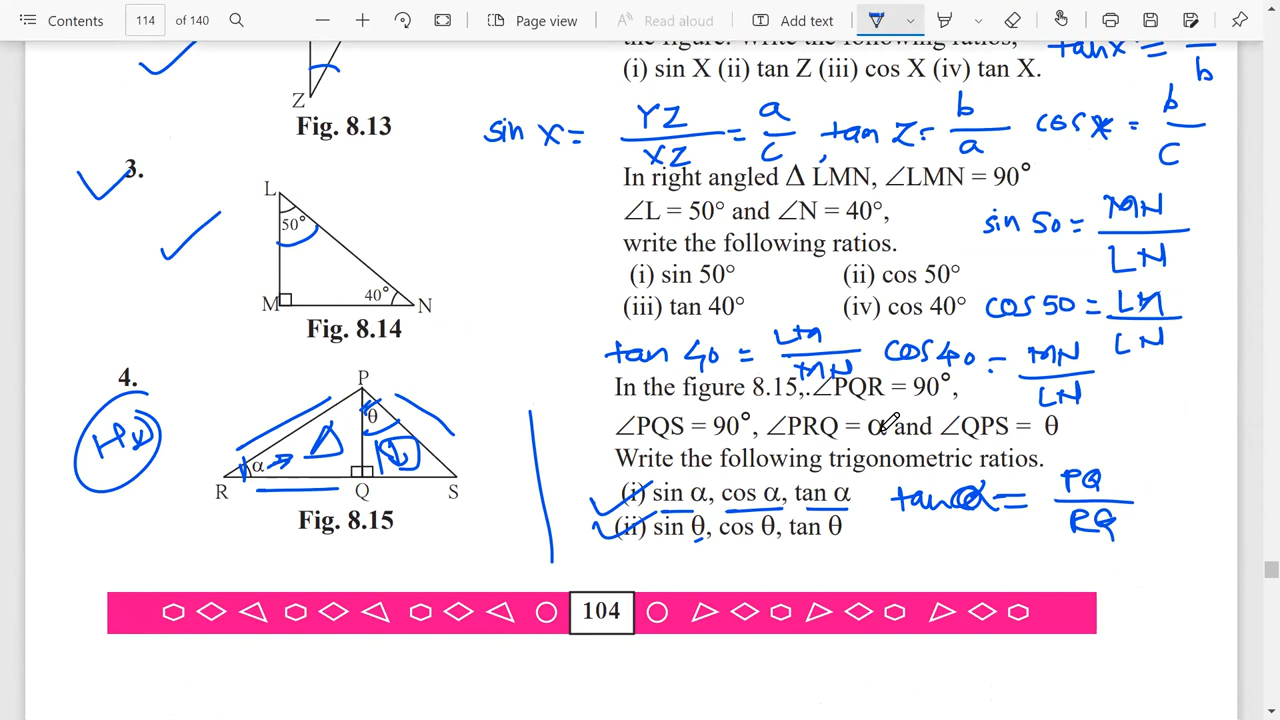 Contents
114 of 140
Page view
Read aloud
Add text
the figure. Write the following ratios,
tan X =
b
(i) sin X (ii) tan Z (iii) cos X (iv) tan X.
Z
Fig. 8.13
sin X = YZ/XZ = a/c, tan Z = b/a cos X = b/c
3.
In right angled Δ LMN, ∠LMN = 90°
∠L = 50° and ∠N = 40°,
write the following ratios.
(i) sin 50° (ii) cos 50°
(iii) tan 40° (iv) cos 40°
L
50°
M
40°
N
Fig. 8.14
sin 50 = MN/LN
cos 50 = LM/LN
tan 40 = LM/MN cos 40 = MN/LN
4.
In the figure 8.15,.∠PQR = 90°,
∠PQS = 90°, ∠PRQ = α and ∠QPS = θ
Write the following trigonometric ratios.
(i) sin α, cos α, tan α
(ii) sin θ, cos θ, tan θ
tan α = PQ/RQ
P
θ
α
R
Q
S
Fig. 8.15
104